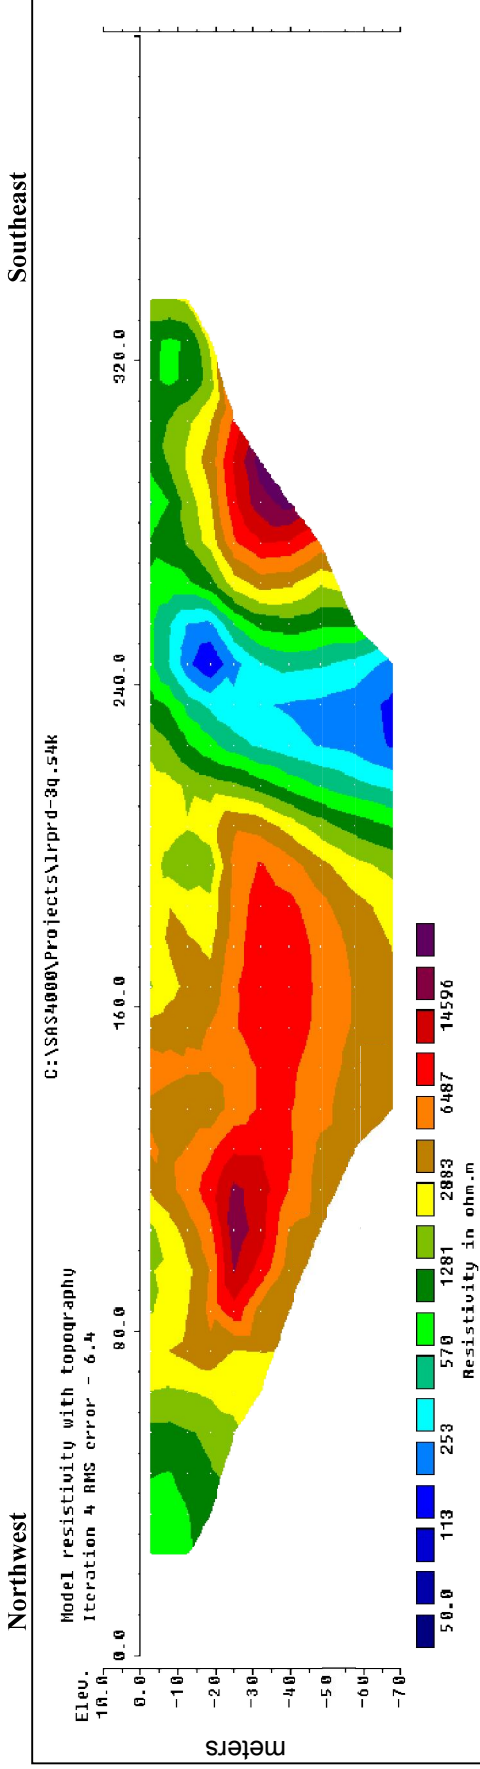 Northwest Southeast
C:\SAS4000\Projects\lrprd-3q.s4k
Model resistivity with topography
Iteration 4 RMS error = 6.4
Elev.
0.0 80.0 160.0 240.0 320.0
10.0
0.0
-10
-20
-30
-40
-50
-60
-70
meters
50.0 113 253 570 1281 2883 6487 14596
Resistivity in ohm.m